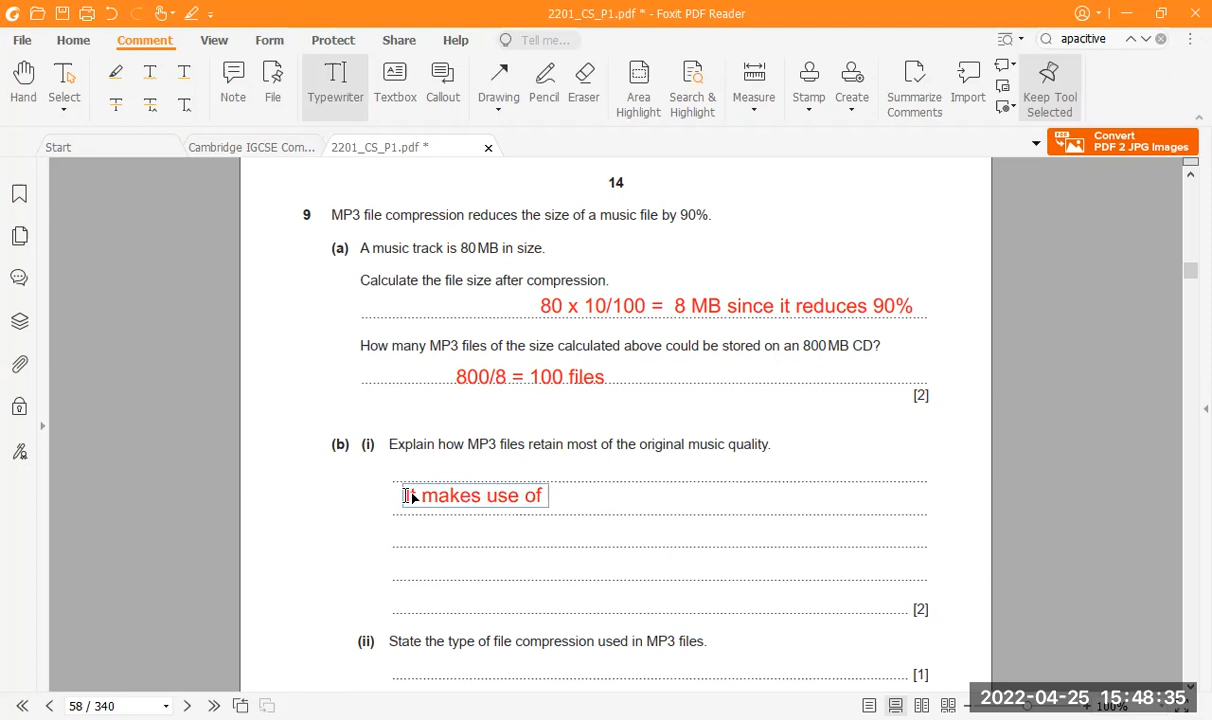 2201_CS_P1.pdf * - Foxit PDF Reader
File Home Comment View Form Protect Share Help Tell me... apacitive
Hand Select Note File Typewriter Textbox Callout Drawing Pencil Eraser Area Highlight Search & Highlight Measure Stamp Create Summarize Comments Import Keep Tool Selected
Start Cambridge IGCSE Com... 2201_CS_P1.pdf * Convert PDF 2 JPG Images
14
9 MP3 file compression reduces the size of a music file by 90%.
(a) A music track is 80 MB in size.
Calculate the file size after compression.
80 x 10/100 = 8 MB since it reduces 90%
How many MP3 files of the size calculated above could be stored on an 800 MB CD?
800/8 = 100 files
[2]
(b) (i) Explain how MP3 files retain most of the original music quality.
It makes use of
[2]
(ii) State the type of file compression used in MP3 files.
[1]
58 / 340
2022-04-25 15:48:35